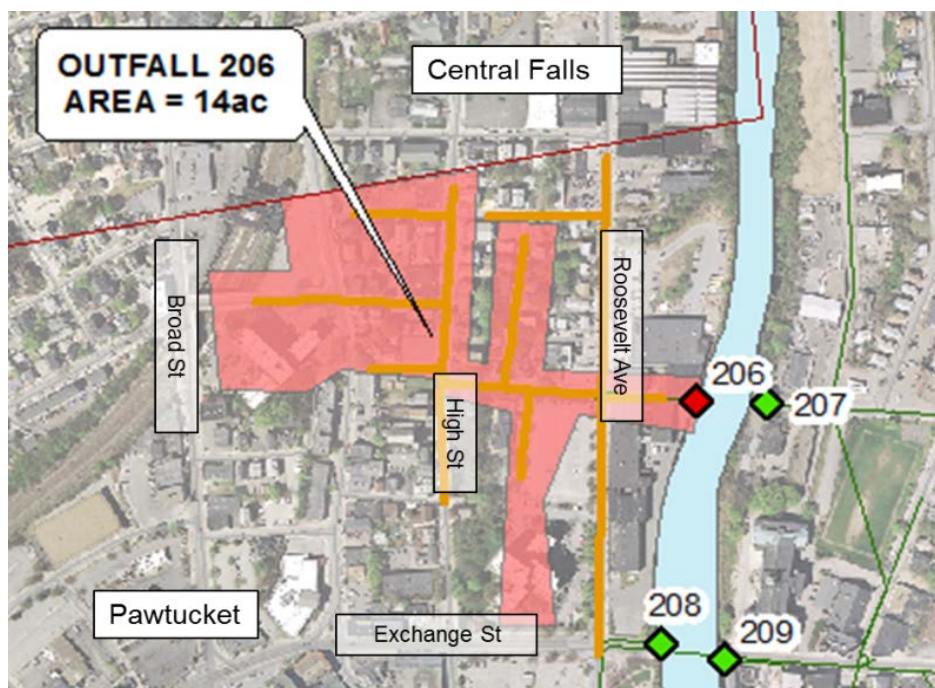 OUTFALL 206
AREA = 14ac
Central Falls
Broad St
Roosevelt Ave
High St
206
207
Pawtucket
Exchange St
208
209